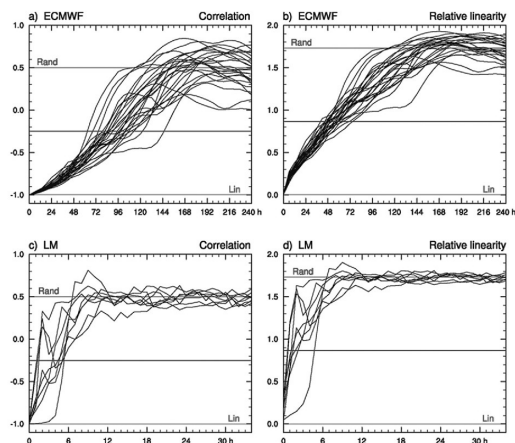 a) ECMWF Correlation
1.0
Rand
0.5
0.0
-0.5
Lin
-1.0
0 24 48 72 96 120 144 168 192 216 240 h
b) ECMWF Relative linearity
2.0
Rand
1.5
1.0
0.5
Lin
0.0
0 24 48 72 96 120 144 168 192 216 240 h
c) LM Correlation
1.0
Rand
0.5
0.0
-0.5
Lin
-1.0
0 6 12 18 24 30 h
d) LM Relative linearity
2.0
Rand
1.5
1.0
0.5
Lin
0.0
0 6 12 18 24 30 h